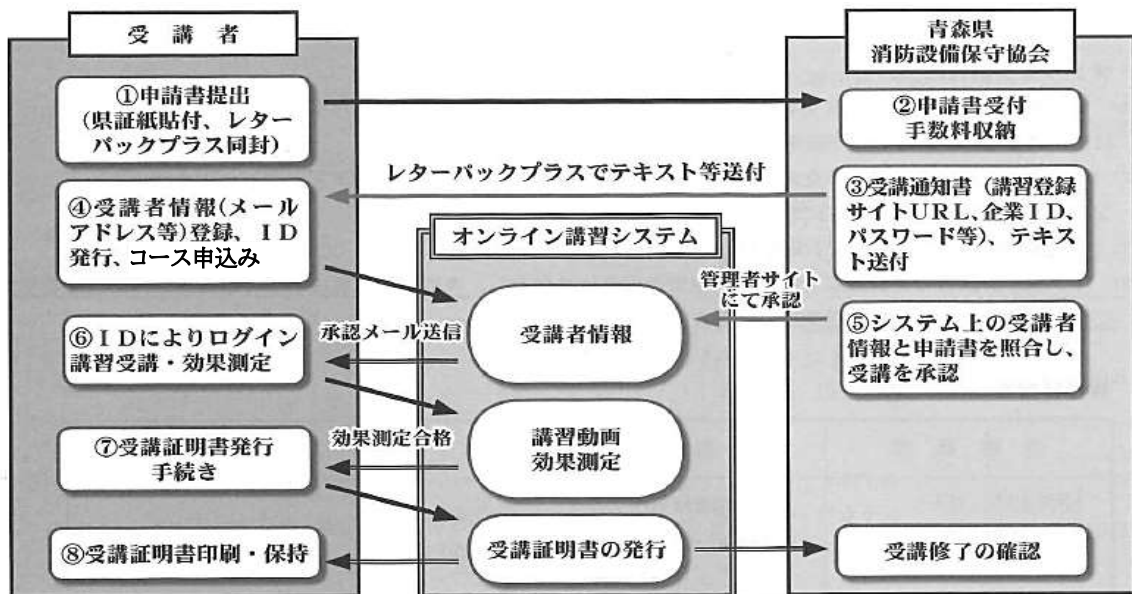 受講者
①申請書提出
(県証紙貼付、レター
パックプラス同封)
④受講者情報(メール
アドレス等)登録、ID
発行、コース申込み
⑥IDによりログイン
講習受講・効果測定
⑦受講証明書発行
手続き
⑧受講証明書印刷・保持
レターパックプラスでテキスト等送付
オンライン講習システム
管理者サイト
にて承認
受講者情報
承認メール送信
講習動画
効果測定
効果測定合格
受講証明書の発行
青森県
消防設備保守協会
②申請書受付
手数料収納
③受講通知書(講習登録
サイトURL、企業ID、
パスワード等)、テキス
ト送付
⑤システム上の受講者
情報と申請書を照合し、
受講を承認
受講修了の確認